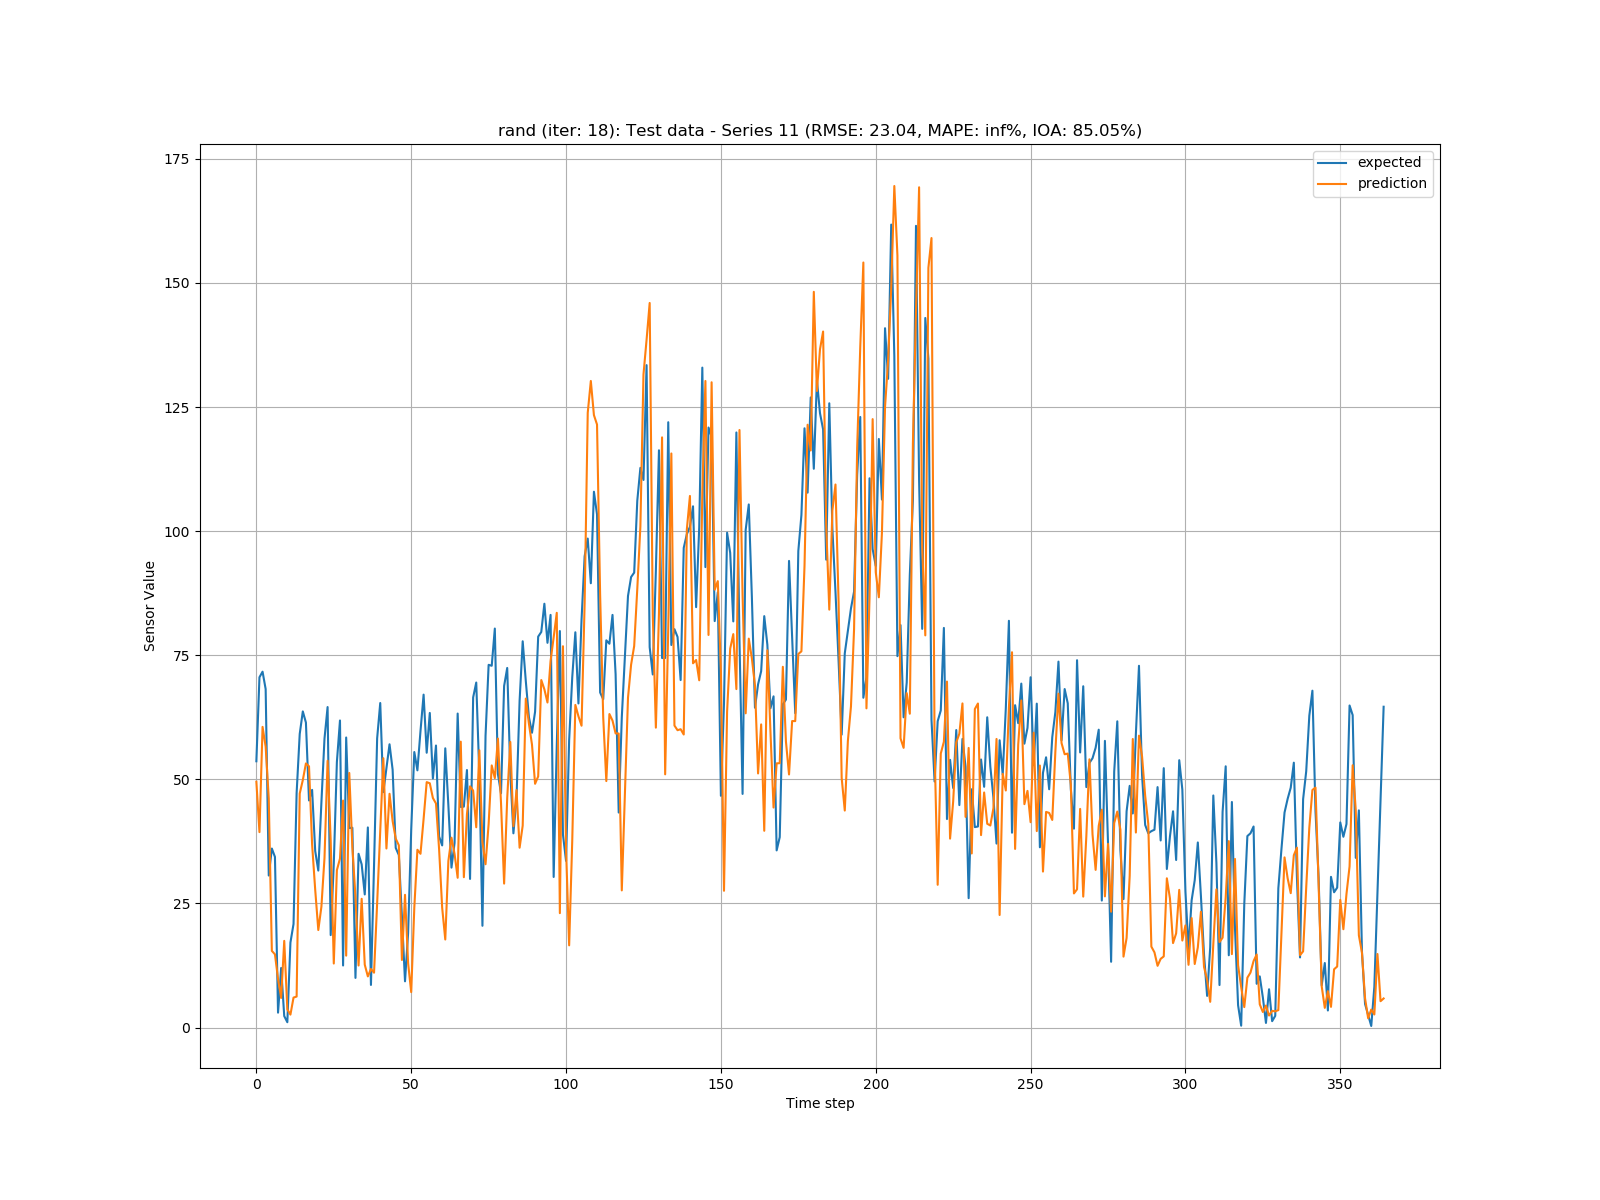 rand (iter: 18): Test data - Series 11 (RMSE: 23.04, MAPE: inf%, IOA: 85.05%)
expected
prediction
175
150
125
100
75
50
25
0
Sensor Value
0 50 100 150 200 250 300 350
Time step